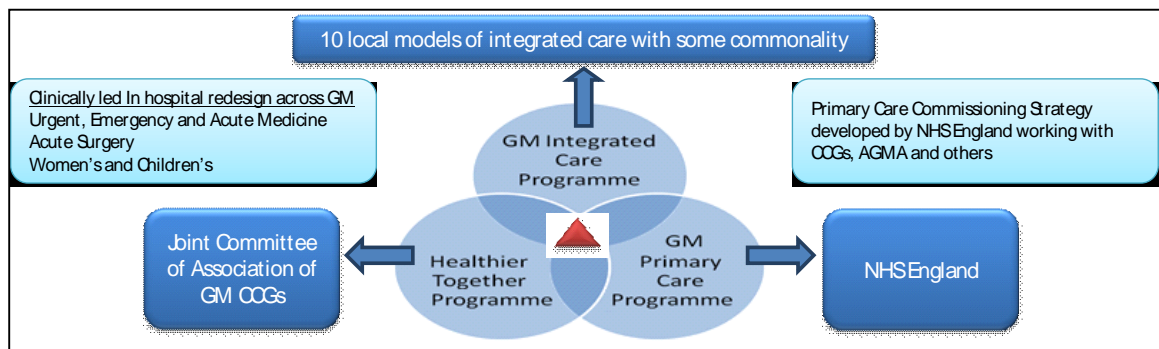 10 local models of integrated care with some commonality
Clinically led In hospital redesign across GM
Urgent, Emergency and Acute Medicine
Acute Surgery
Women's and Children's
Primary Care Commissioning Strategy
developed by NHS England working with
CCGs, AGMA and others
GM Integrated
Care
Programme
Joint Committee
of Association of
GM CCGs
Healthier
Together
Programme
GM
Primary
Care
Programme
NHS England